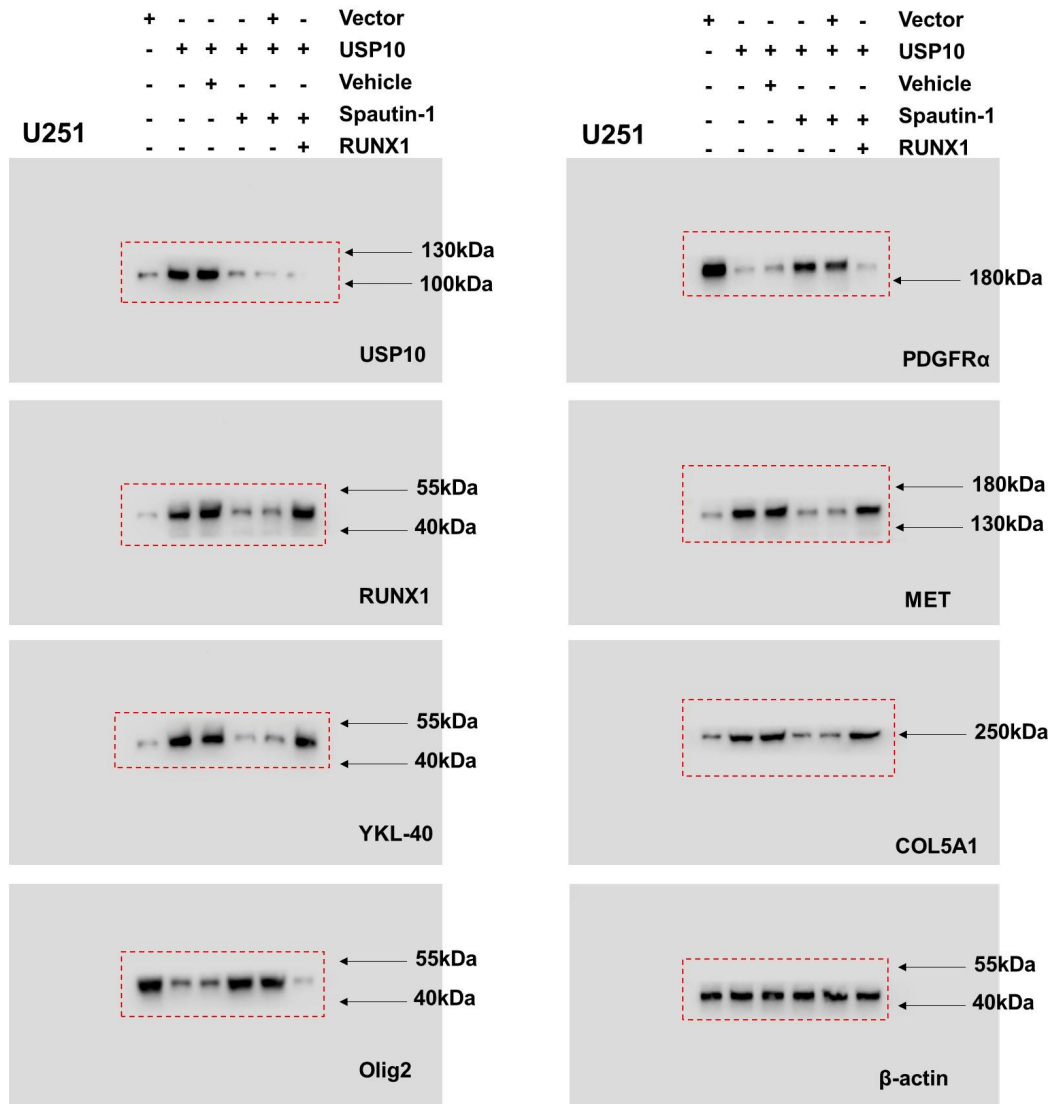 + - - - + - Vector
- + + + + + USP10
- - + - - - Vehicle
- - - + + + Spautin-1
U251
- - - - - + RUNX1
130kDa
100kDa
USP10
55kDa
40kDa
RUNX1
55kDa
40kDa
YKL-40
55kDa
40kDa
Olig2
+ - - - + - Vector
- + + + + + USP10
- - + - - - Vehicle
- - - + + + Spautin-1
U251
- - - - - + RUNX1
180kDa
PDGFRα
180kDa
130kDa
MET
250kDa
COL5A1
55kDa
40kDa
β-actin